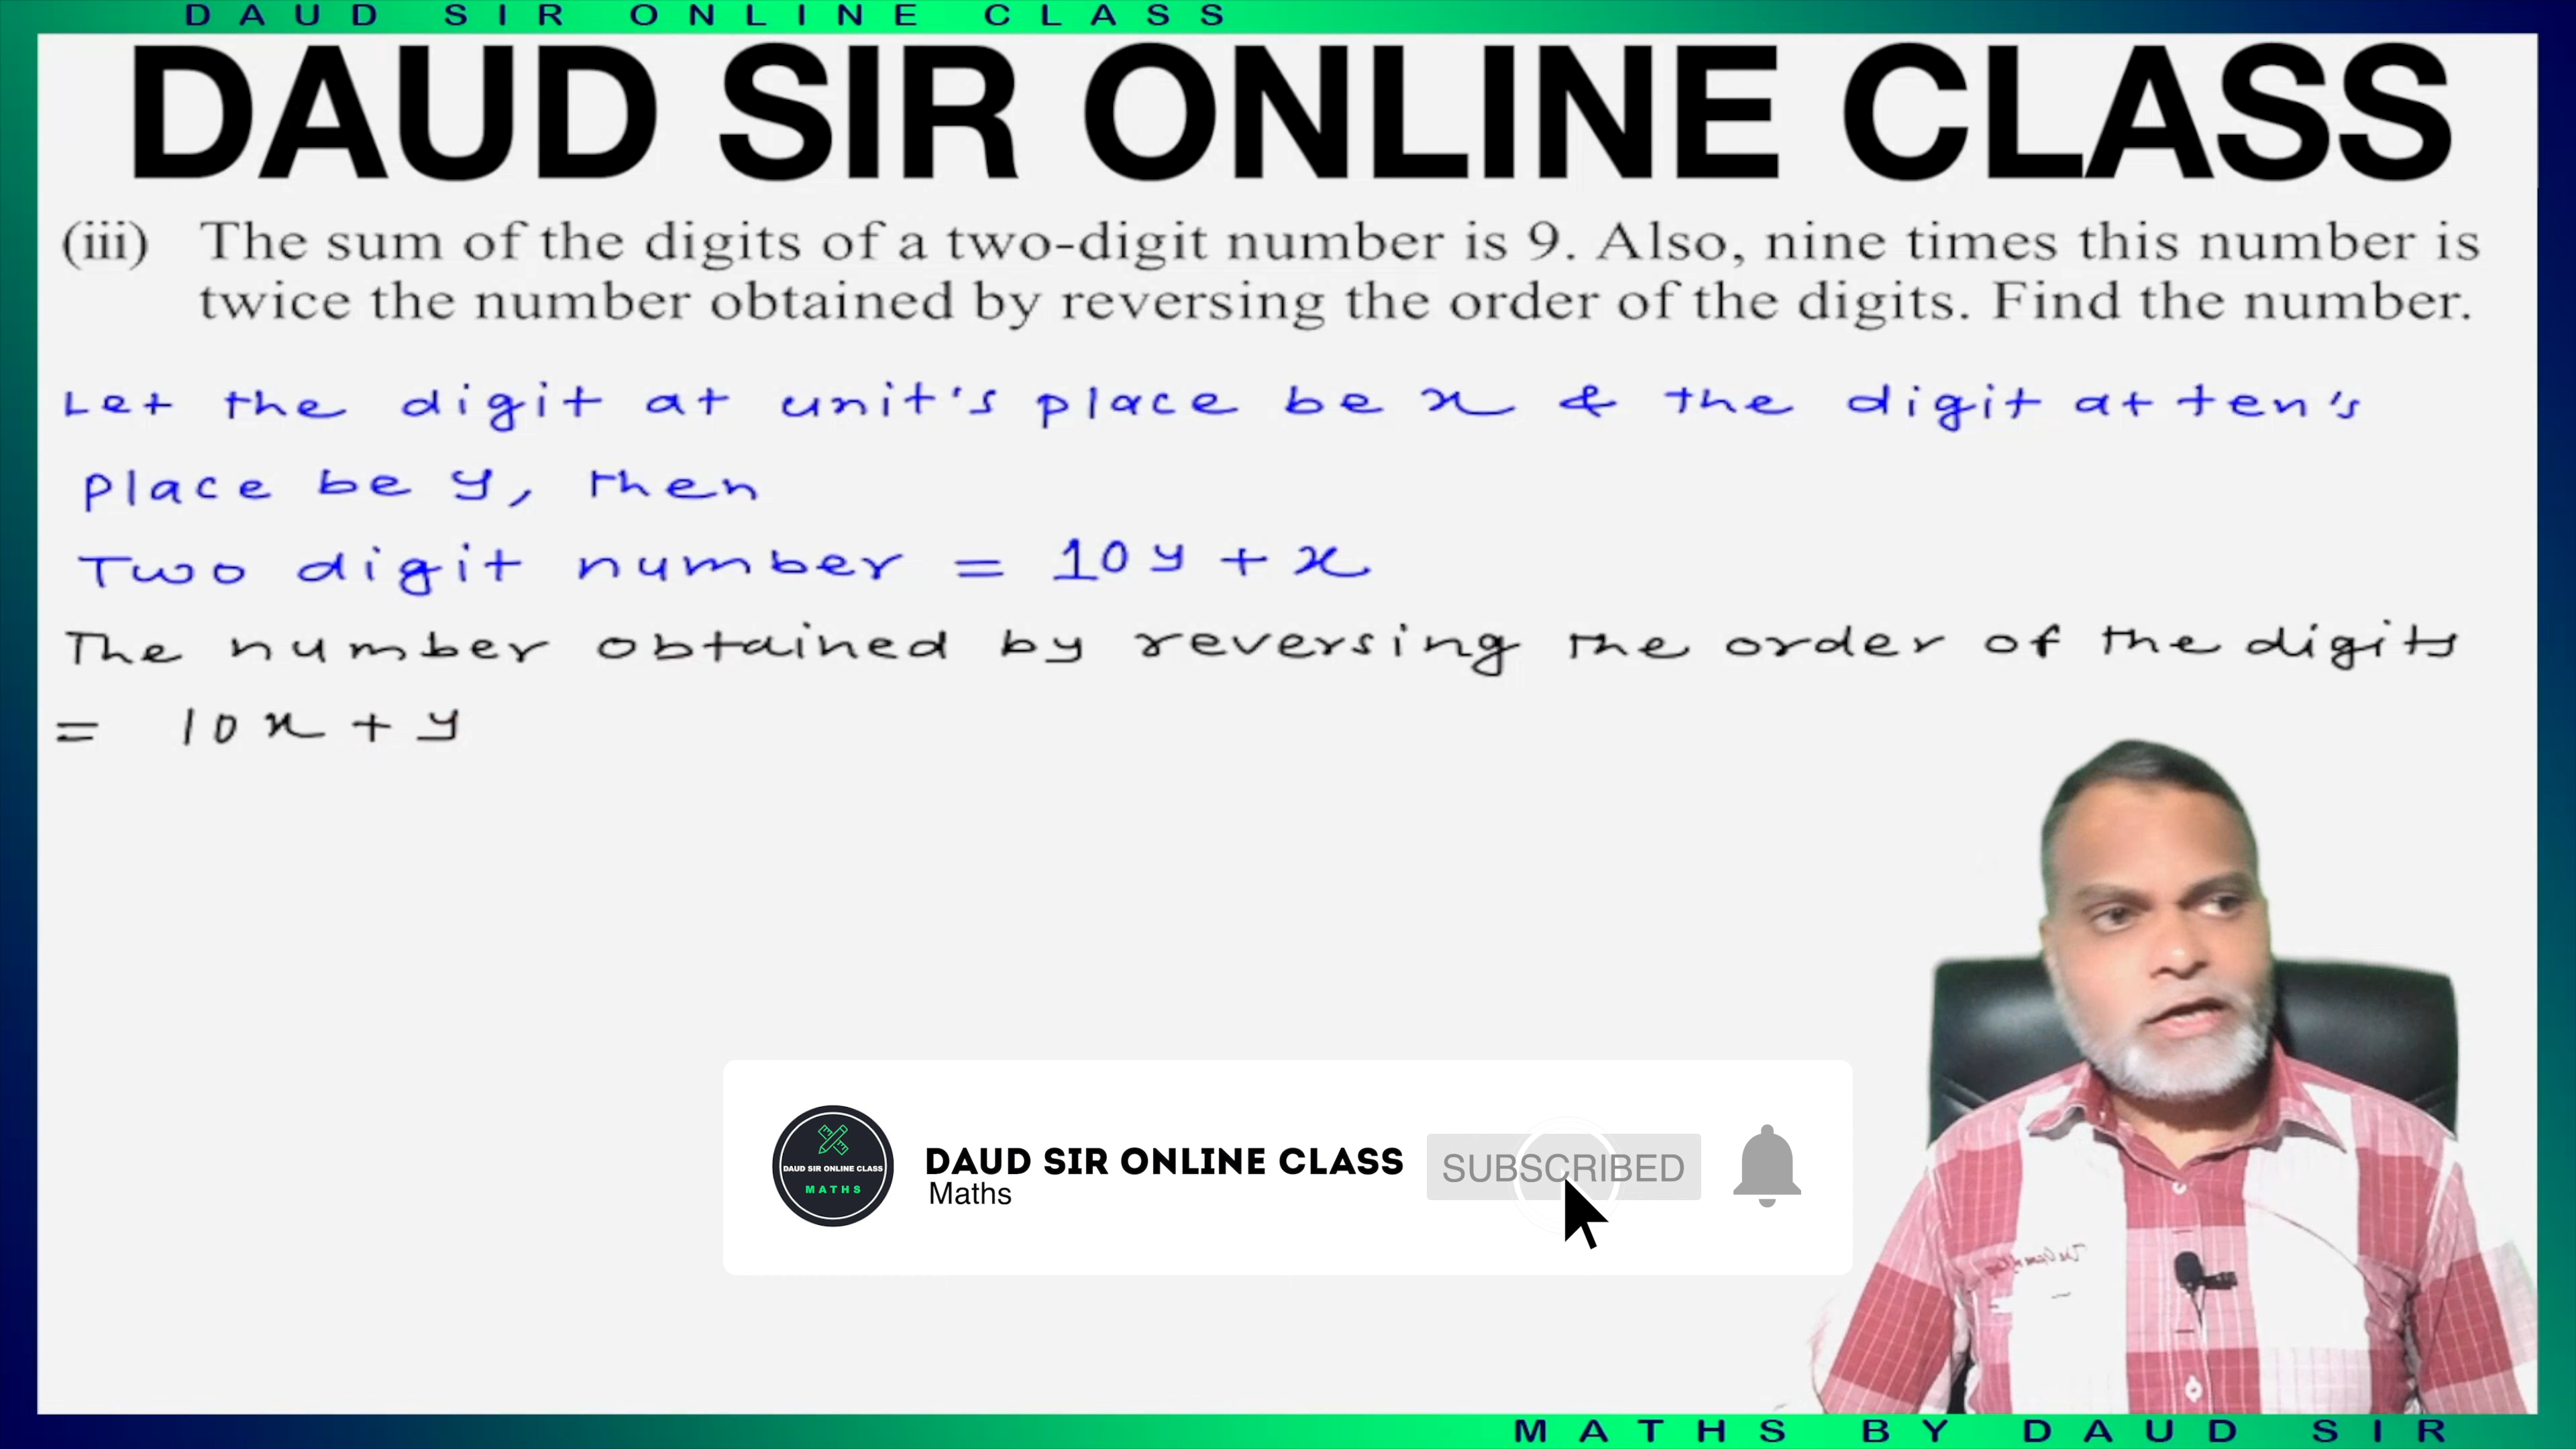 DAUD SIR ONLINE CLASS
DAUD SIR ONLINE CLASS
(iii) The sum of the digits of a two-digit number is 9. Also, nine times this number is
twice the number obtained by reversing the order of the digits. Find the number.
Let the digit at unit's place be x & the digit at ten's
place be y, then
Two digit number = 10y + x
The number obtained by reversing the order of the digits
= 10x + y
DAUD SIR ONLINE CLASS
MATHS
DAUD SIR ONLINE CLASS
Maths
SUBSCRIBED
MATHS BY DAUD SIR